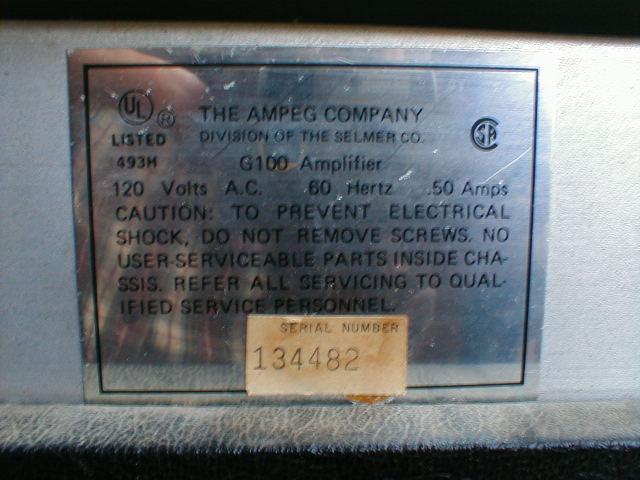 UL ®
LISTED
493H
THE AMPEG COMPANY
DIVISION OF THE SELMER CO.
SA
G100 Amplifier
120 Volts A.C. 60 Hertz .50 Amps
CAUTION: TO PREVENT ELECTRICAL
SHOCK, DO NOT REMOVE SCREWS. NO
USER-SERVICEABLE PARTS INSIDE CHA-
SSIS. REFER ALL SERVICING TO QUAL-
IFIED SERVICE PERSONNEL.
SERIAL NUMBER
134482